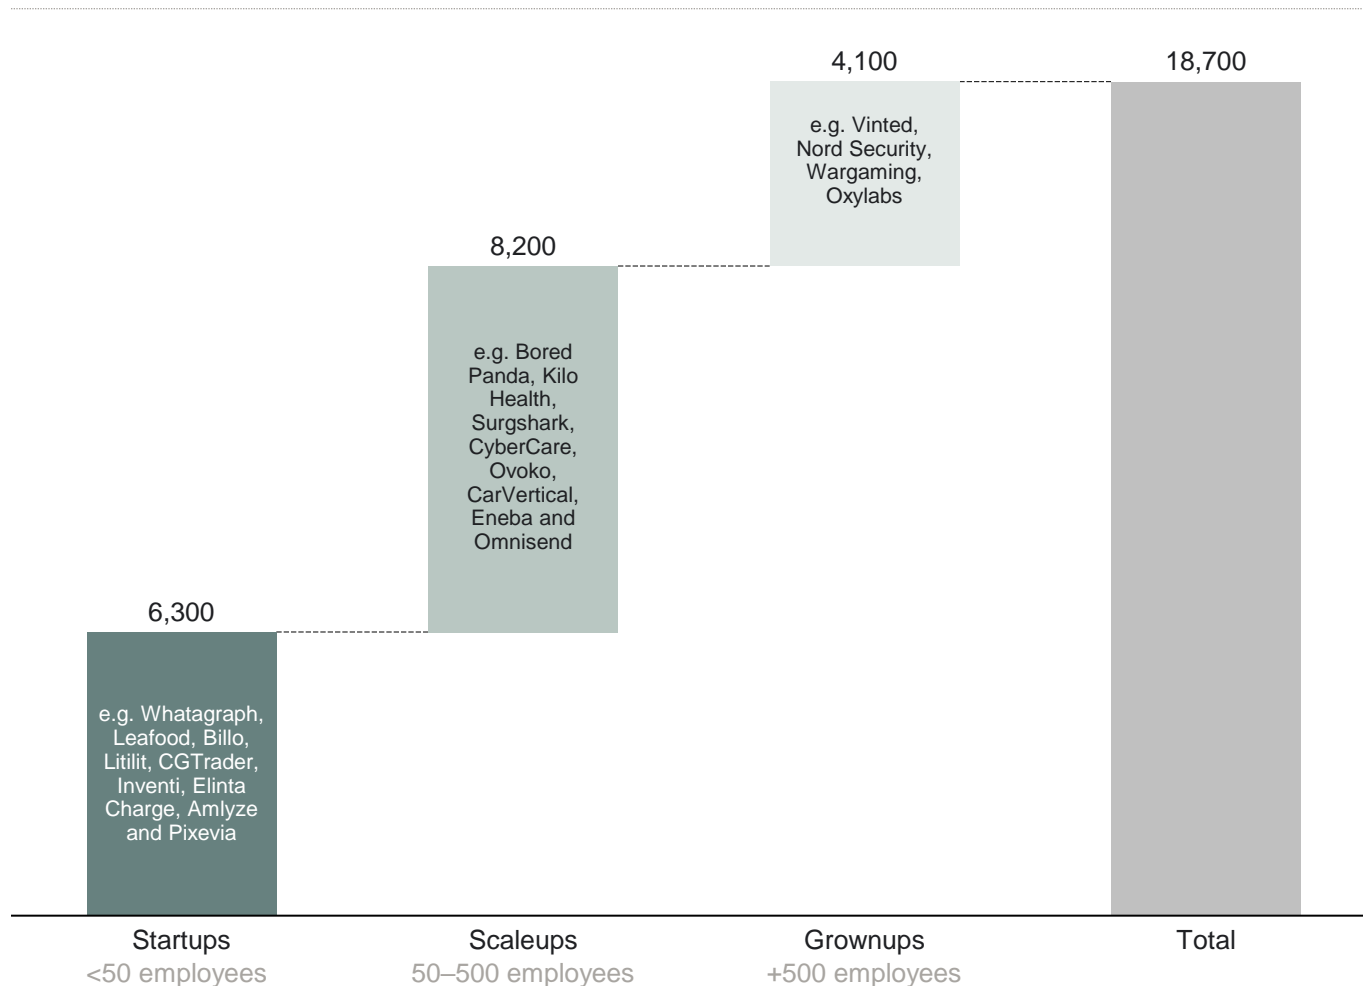 4,100
18,700
e.g. Vinted,
Nord Security,
Wargaming,
Oxylabs
8,200
e.g. Bored
Panda, Kilo
Health,
Surgshark,
CyberCare,
Ovoko,
CarVertical,
Eneba and
Omnisend
6,300
e.g. Whatagraph,
Leafood, Billo,
Litilit, CGTrader,
Inventi, Elinta
Charge, Amlyze
and Pixevia
Startups
<50 employees
Scaleups
50–500 employees
Grownups
+500 employees
Total